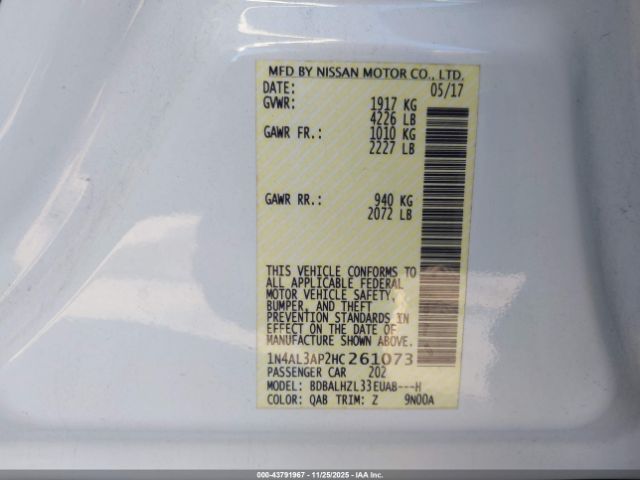 MFD BY NISSAN MOTOR CO., LTD.
DATE: 05/17
GVWR: 1917 KG
4226 LB
GAWR FR.: 1010 KG
2227 LB
GAWR RR.: 940 KG
2072 LB
THIS VEHICLE CONFORMS TO
ALL APPLICABLE FEDERAL
MOTOR VEHICLE SAFETY,
BUMPER, AND THEFT
PREVENTION STANDARDS IN
EFFECT ON THE DATE OF
MANUFACTURE SHOWN ABOVE.
1N4AL3AP2HC261073
PASSENGER CAR 202
MODEL: BDBALHZL33EUAB---H
COLOR: QAB TRIM: Z 9N00A
000-43791967 - 11/25/2025 - IAA Inc.